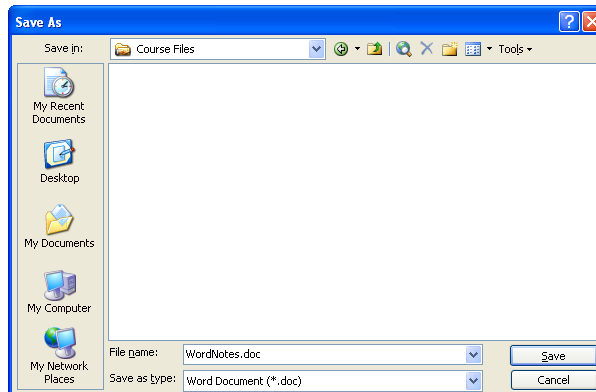 Save As
Save in:
Course Files
Tools
My Recent
Documents
Desktop
My Documents
My Computer
My Network
Places
File name:
WordNotes.doc
Save
Save as type:
Word Document (*.doc)
Cancel